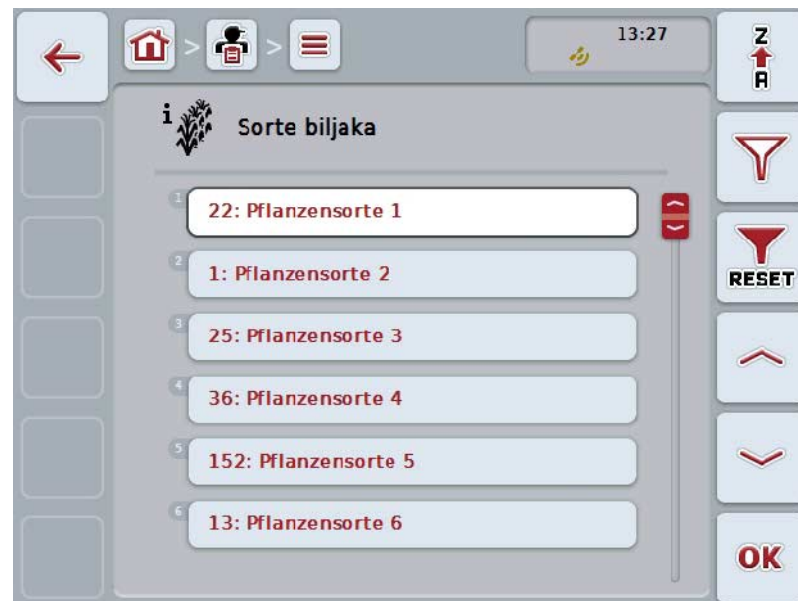 13:27
Z
A
i
Sorte biljaka
1
22: Pflanzensorte 1
2
1: Pflanzensorte 2
RESET
3
25: Pflanzensorte 3
4
36: Pflanzensorte 4
5
152: Pflanzensorte 5
6
13: Pflanzensorte 6
OK